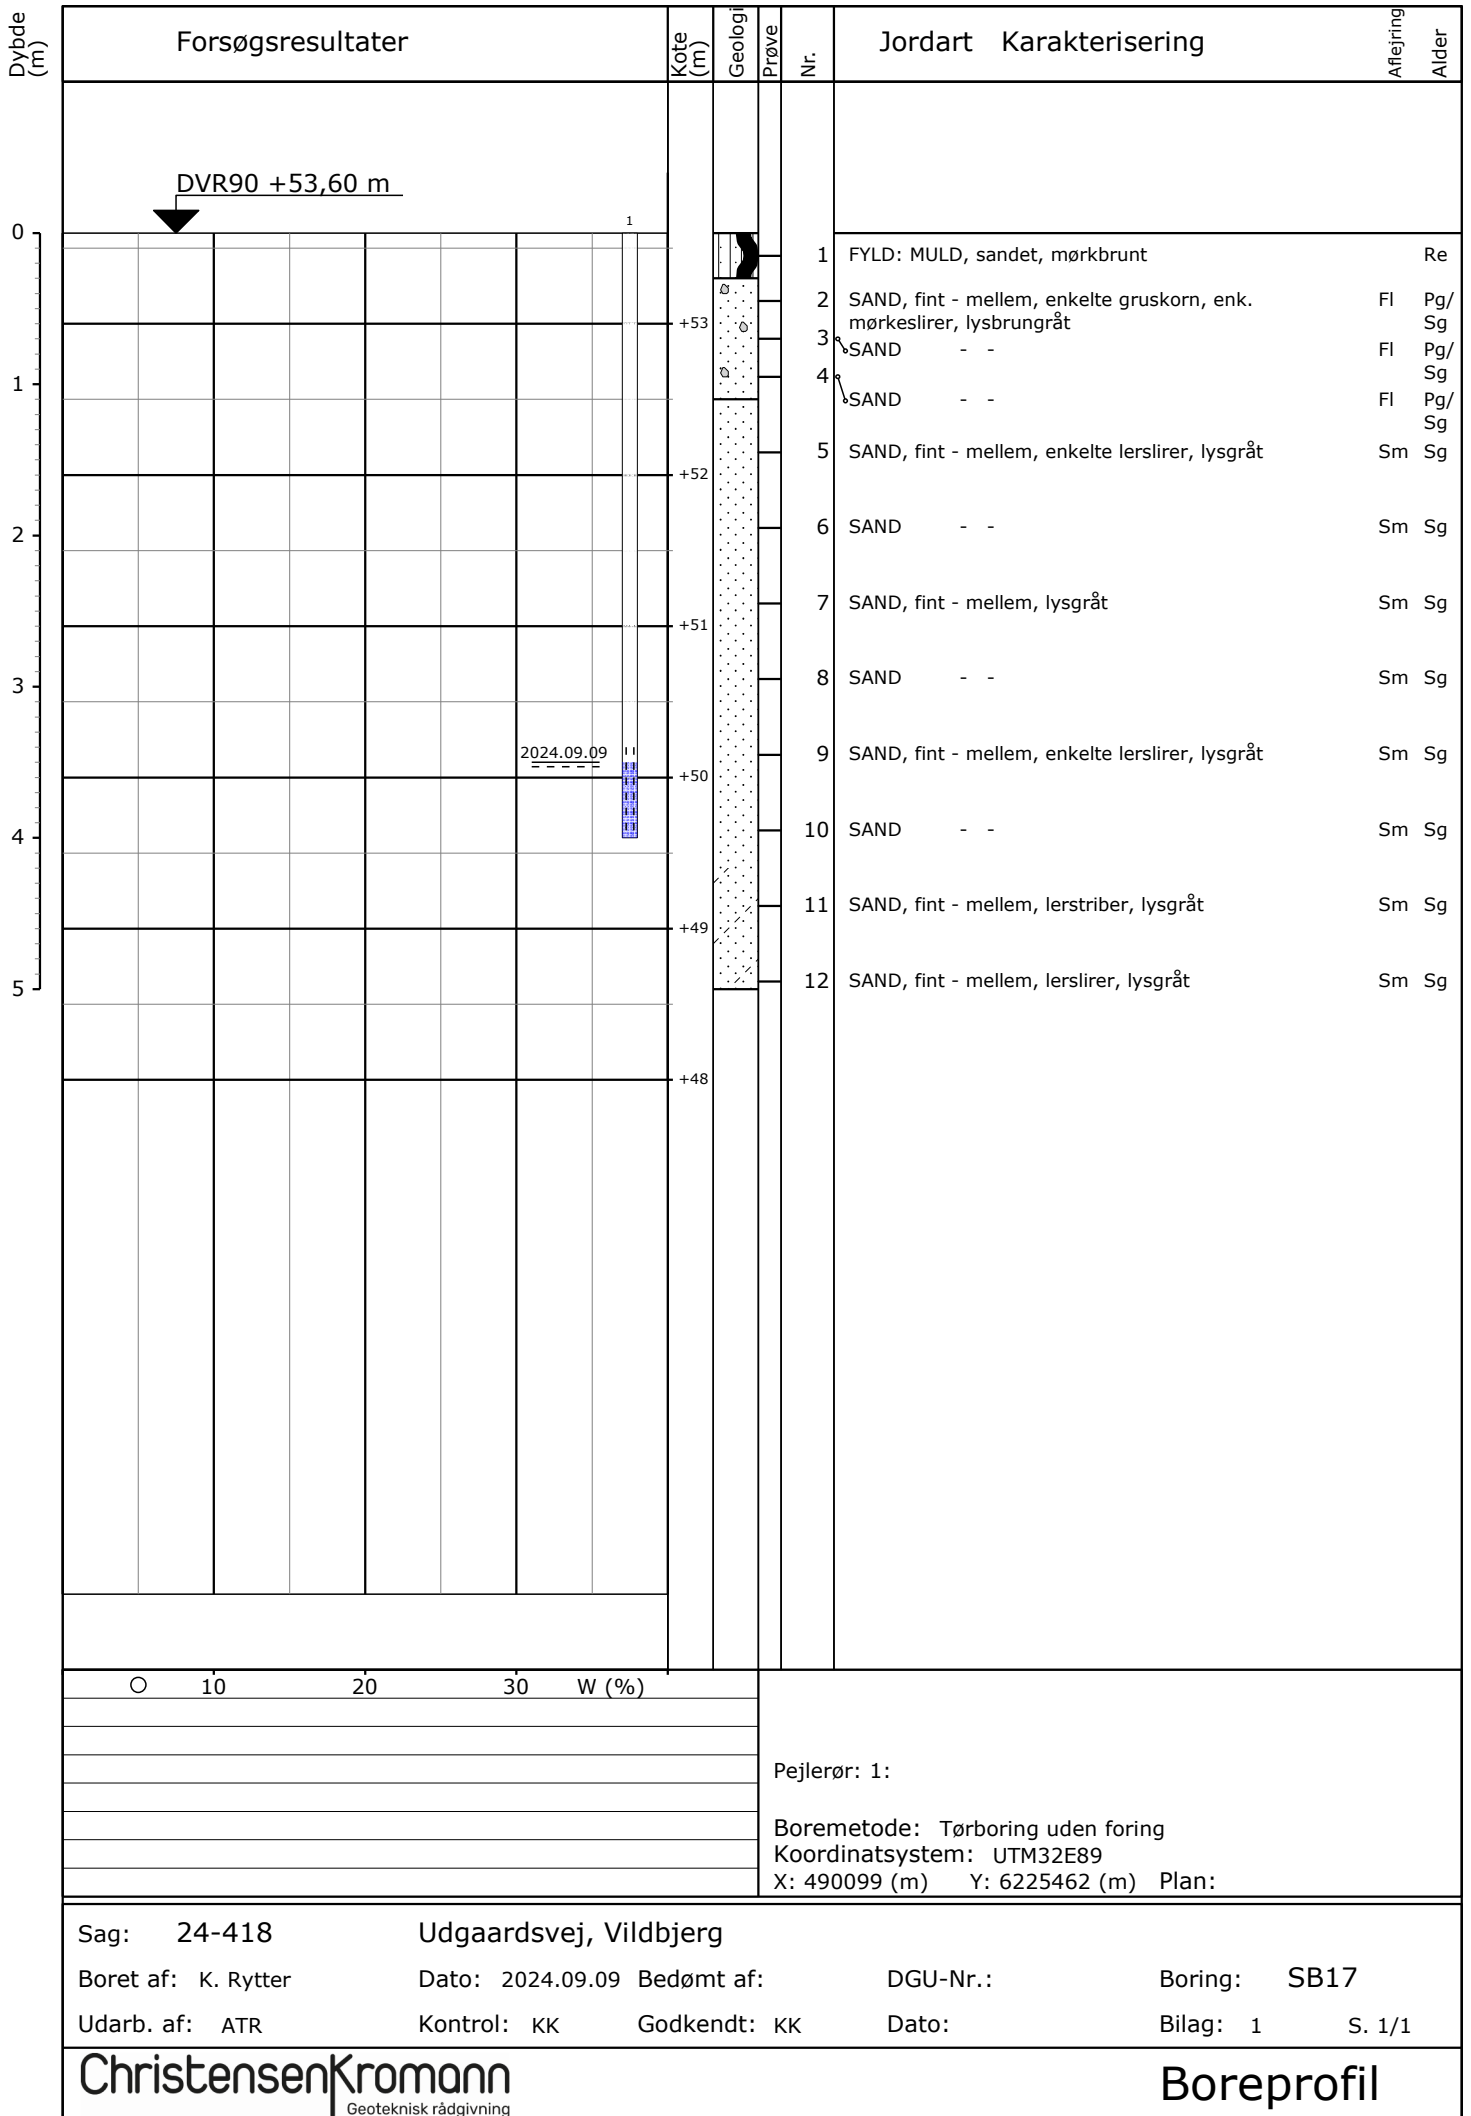 Dybde (m)
Forsøgsresultater
Kote (m)
Geologi
Prøve
Nr.
Jordart Karakterisering
Aflejring
Alder
DVR90 +53,60 m
1
0
1 FYLD: MULD, sandet, mørkbrunt Re
2 SAND, fint - mellem, enkelte gruskorn, enk. Fl Pg/
mørkeslirer, lysbrungråt Sg
+53
3 SAND - - Fl Pg/
Sg
1
4 SAND - - Fl Pg/
Sg
5 SAND, fint - mellem, enkelte lerslirer, lysgråt Sm Sg
+52
6 SAND - - Sm Sg
2
7 SAND, fint - mellem, lysgråt Sm Sg
+51
8 SAND - - Sm Sg
3
2024.09.09
9 SAND, fint - mellem, enkelte lerslirer, lysgråt Sm Sg
+50
10 SAND - - Sm Sg
4
11 SAND, fint - mellem, lerstriber, lysgråt Sm Sg
+49
12 SAND, fint - mellem, lerslirer, lysgråt Sm Sg
5
+48
10 20 30 W (%)
Pejlerør: 1:
Boremetode: Tørboring uden foring
Koordinatsystem: UTM32E89
X: 490099 (m) Y: 6225462 (m) Plan:
Sag: 24-418 Udgaardsvej, Vildbjerg
Boret af: K. Rytter Dato: 2024.09.09 Bedømt af: DGU-Nr.: Boring: SB17
Udarb. af: ATR Kontrol: KK Godkendt: KK Dato: Bilag: 1 S. 1/1
ChristensenKromann
Geoteknisk rådgivning
Boreprofil